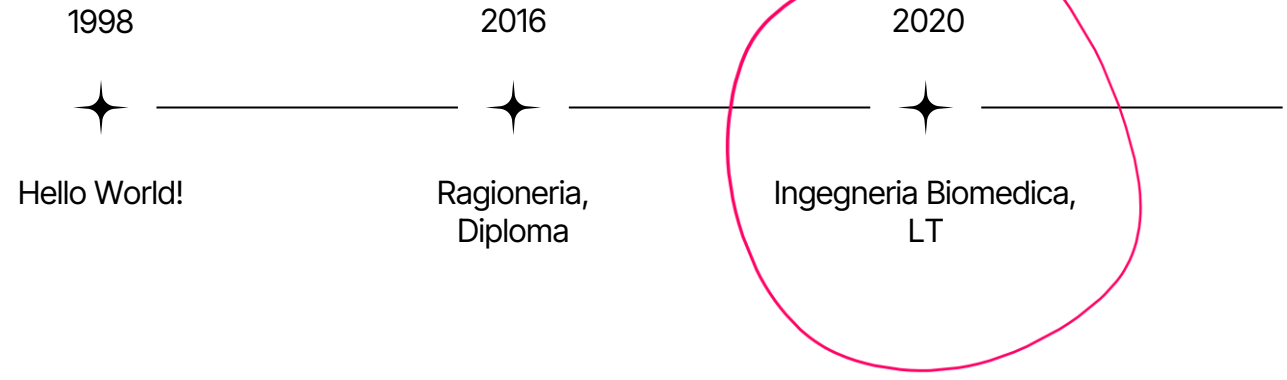 1998
2016
2020
Hello World!
Ragioneria,
Diploma
Ingegneria Biomedica,
LT